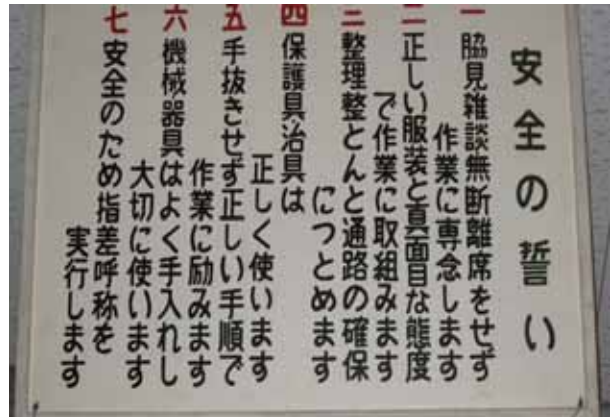 安全の誓い
一 脇見雑談無断離席をせず
作業に専念します
二 正しい服装と真面目な態度
で作業に取組みます
三 整理整とんと通路の確保
につとめます
四 保護具治具は
正しく使います
五 手抜きせず正しい手順で
作業に励みます
六 機械器具はよく手入れし
大切に使います
七 安全のため指差呼称を
実行します